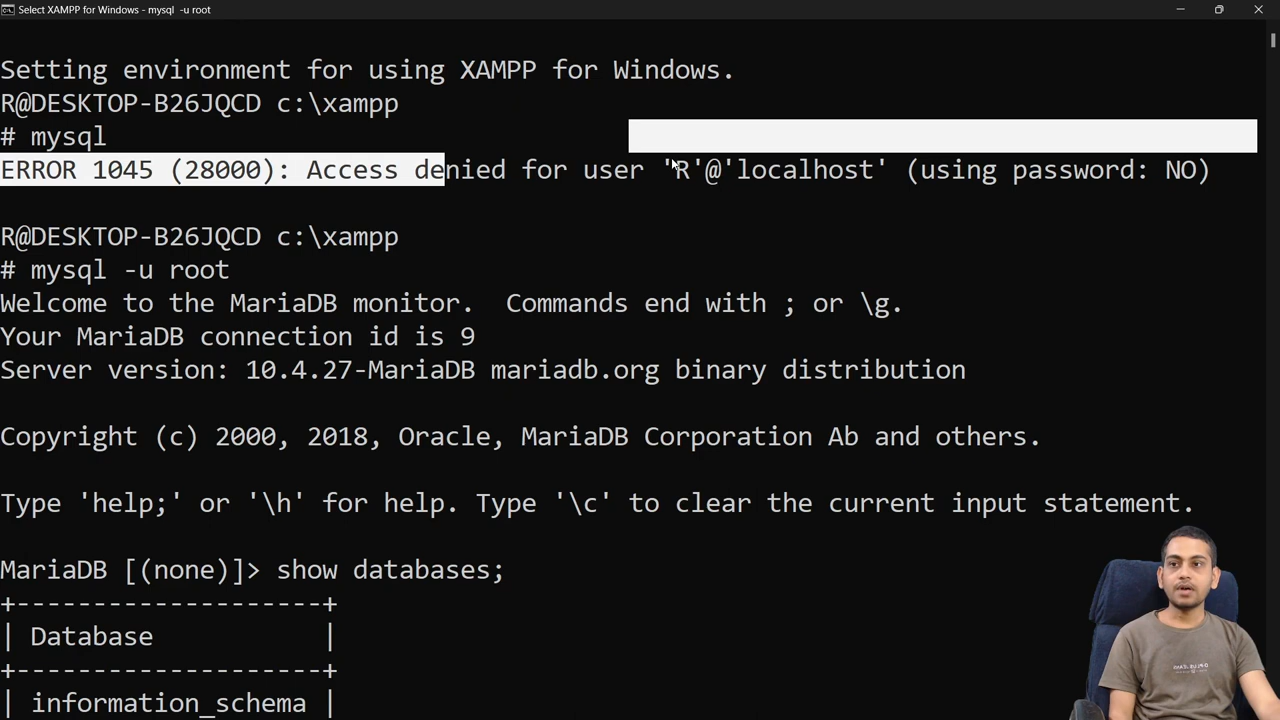 Select XAMPP for Windows - mysql -u root
Setting environment for using XAMPP for Windows.
R@DESKTOP-B26JQCD c:\xampp
# mysql
ERROR 1045 (28000): Access denied for user 'R'@'localhost' (using password: NO)
R@DESKTOP-B26JQCD c:\xampp
# mysql -u root
Welcome to the MariaDB monitor.  Commands end with ; or \g.
Your MariaDB connection id is 9
Server version: 10.4.27-MariaDB mariadb.org binary distribution
Copyright (c) 2000, 2018, Oracle, MariaDB Corporation Ab and others.
Type 'help;' or '\h' for help. Type '\c' to clear the current input statement.
MariaDB [(none)]> show databases;
+--------------------+
| Database           |
+--------------------+
| information_schema |